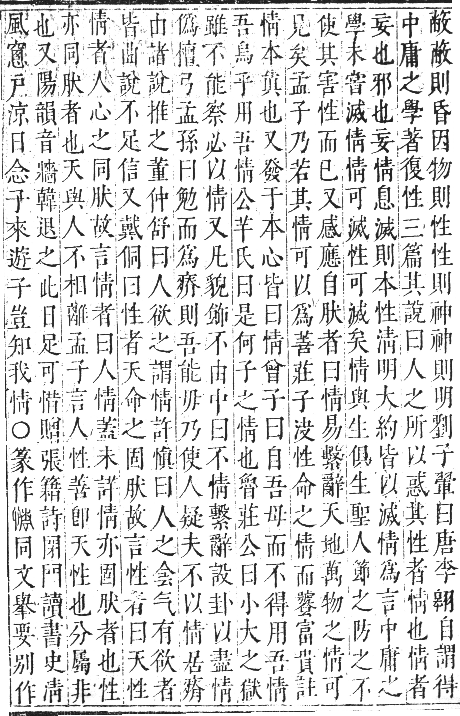 蔽蔽則昏因物則性性則神神則明劉子翬曰唐李翺自謂得
中庸之學著復性三篇其說曰人之所以惑其性者情也情者
妄也邪也妄情息滅則本性淸明大約皆以滅情爲言中庸之
學未嘗滅情情可滅性可滅矣情與生俱生聖人節之防之不
使其害性而已又感應自肰者曰情易繫辭天地萬物之情可
見矣孟子乃若其情可以爲善莊子沒性命之情而饕富貴註
情本眞也又發于本心皆曰情曾子曰自吾母而不得用吾情
吾烏乎用吾情公羊氏曰是何子之情也魯莊公曰小大之獄
雖不能察必以情又凡貌飾不由中曰不情繫辭設卦以盡情
僞檀弓孟孫曰勉而爲瘠則吾能毋乃使人疑夫不以情居瘠
由諸說推之董仲舒曰人欲之謂情許愼曰人之侌气有欲者
皆曲說不足信又戴侗曰性者天命之固肰故言性者曰天性
情者人心之同肰故言情者曰人情蓋未詳情亦固肰者也性
亦同肰者也天與人不相離孟子言人性善卽天性也分屬非
也又陽韻音牆韓退之此日足可惜贈張籍詩閉門讀書史淸
風窻戶涼日念子來遊子豈知我情○篆作𢡄同文舉要別作